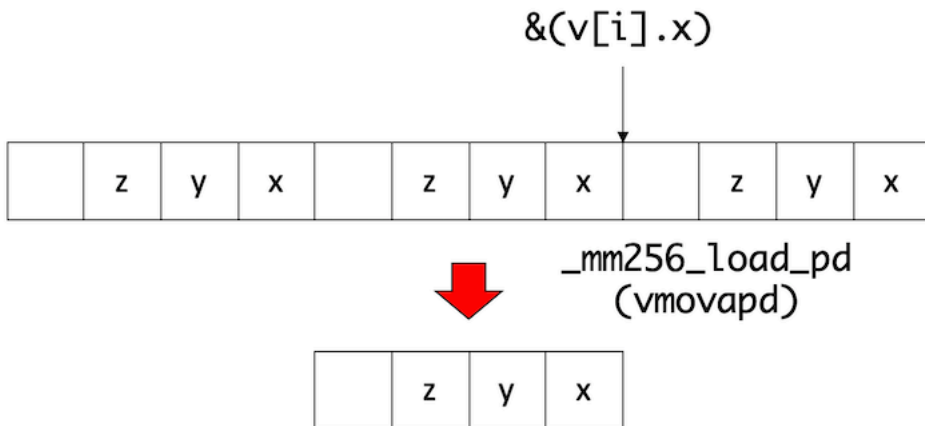 &(v[i].x)
z y x z y x z y x
_mm256_load_pd
(vmovapd)
z y x